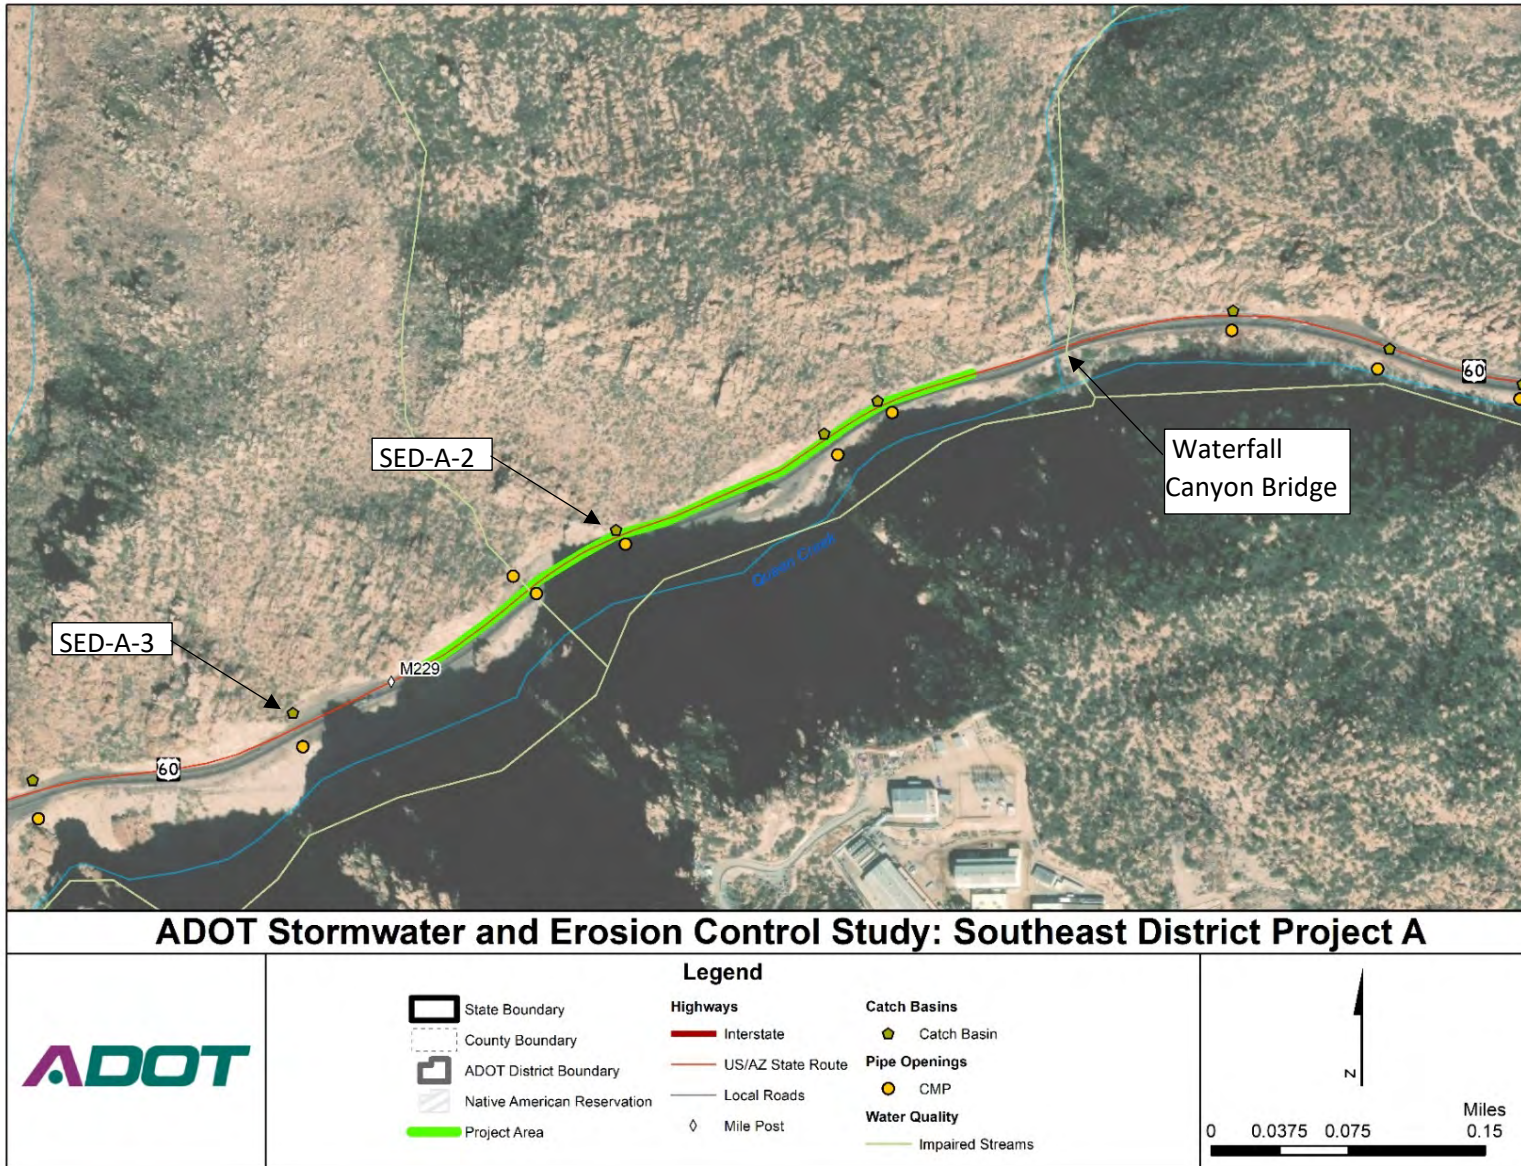 SED-A-2
Waterfall
Canyon Bridge
60
Queen Creek
SED-A-3
M229
60
ADOT Stormwater and Erosion Control Study: Southeast District Project A
ADOT
Legend
State Boundary
County Boundary
ADOT District Boundary
Native American Reservation
Project Area
Highways
Interstate
US/AZ State Route
Local Roads
Mile Post
Catch Basins
Catch Basin
Pipe Openings
CMP
Water Quality
Impaired Streams
N
Miles
0 0.0375 0.075 0.15